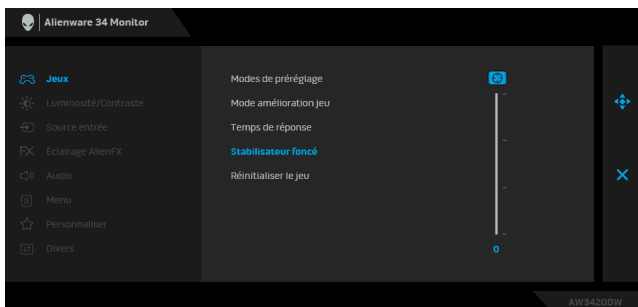 Alienware 34 Monitor
Jeux
Luminosité/Contraste
Source entrée
Éclairage AlienFX
Audio
Menu
Personnaliser
Divers
Modes de préréglage
Mode amélioration jeu
Temps de réponse
Stabilisateur foncé
Réinitialiser le jeu
0
AW3420DW